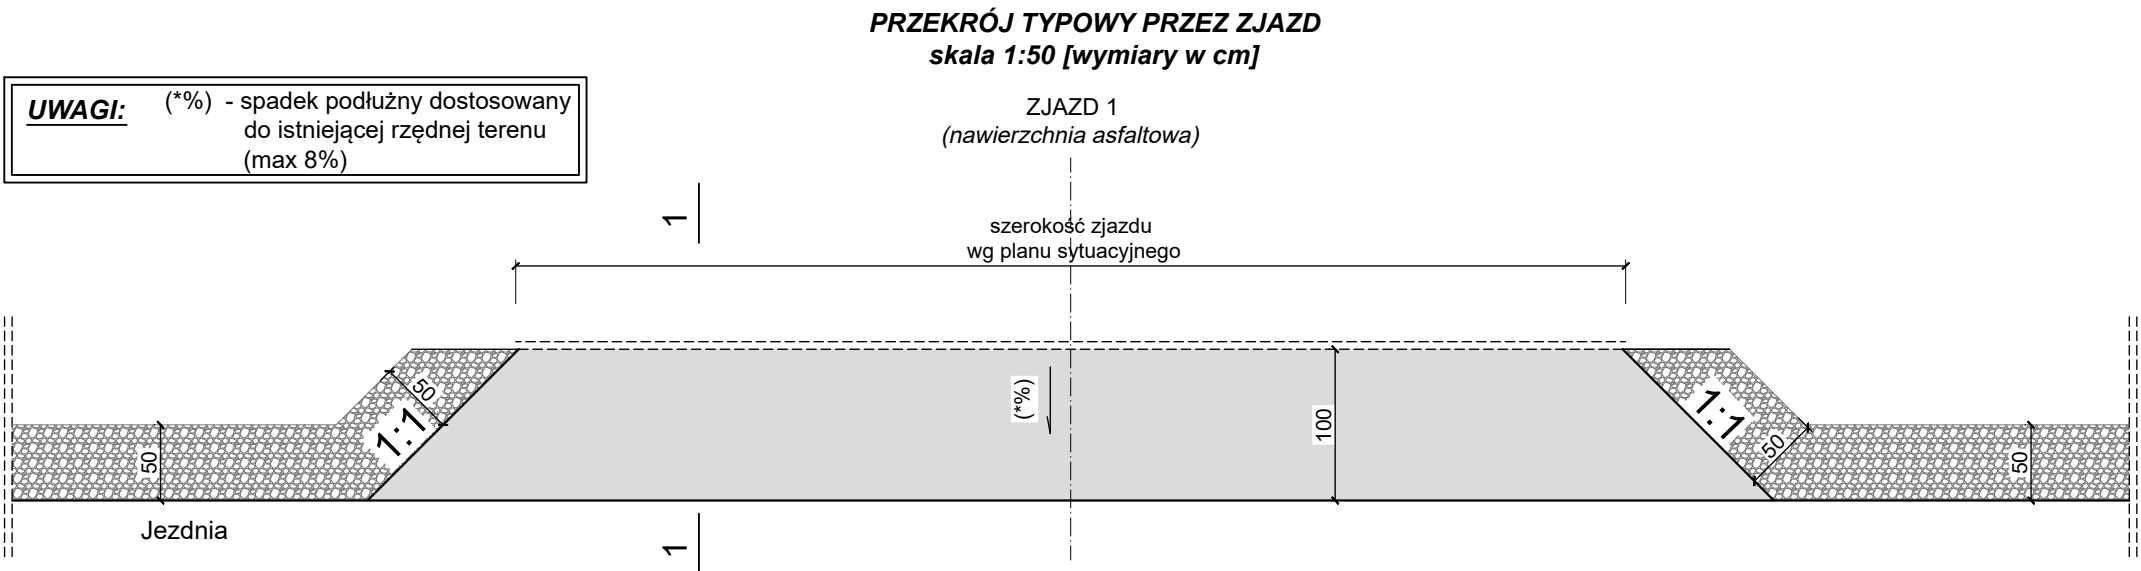 PRZEKRÓJ TYPOWY PRZEZ ZJAZD
skala 1:50 [wymiary w cm]
UWAGI: (*%) - spadek podłużny dostosowany
do istniejącej rzędnej terenu
(max 8%)
ZJAZD 1
(nawierzchnia asfaltowa)
1
szerokość zjazdu
wg planu sytuacyjnego
50
1:1
(*%)
100
1:1
50
50
50
Jezdnia
1